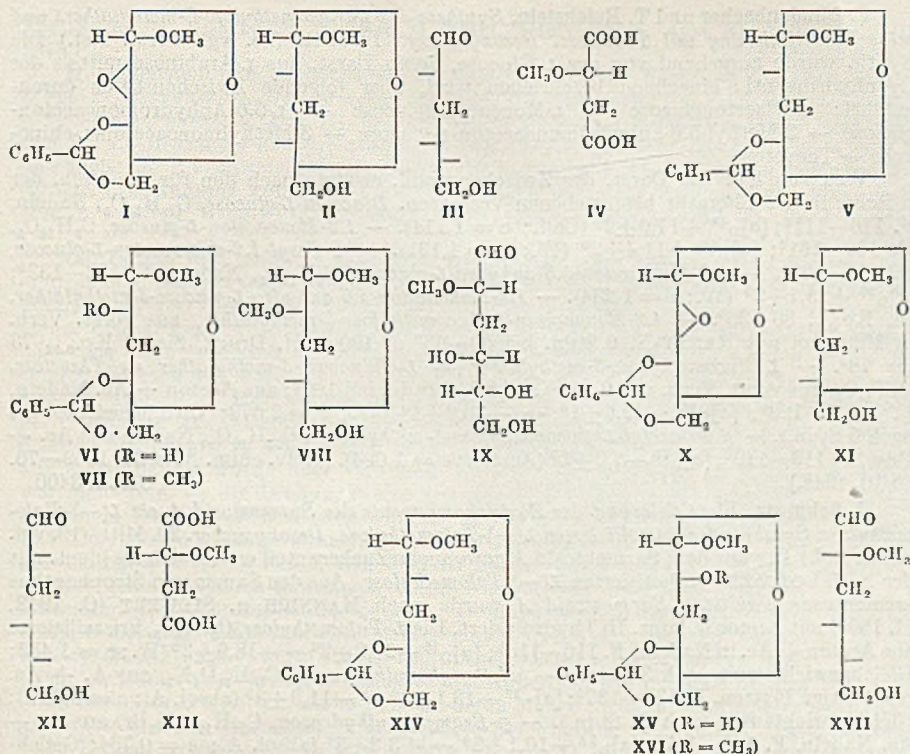 H—C—OCH₃ H—C—OCH₃ CHO COOH H—C—OCH₃
O O CH₃O—C—H O
O CH₂ CH₂ CH₂ CH₂
O— COOH O—
C₆H₅—CH C₆H₁₁—CH
O—CH₂ CH₂OH CH₂OH O—CH₂
I II III IV V
H—C—OCH₃ H—C—OCH₃ CHO H—C—OCH₃ H—C—OCH₃
RO— CH₃O— CH₃O—C—H O
O O O O
CH₂ CH₂ CH₂ CH₂
O— HO—C—H O—
C₆H₅—CH H—C—OH C₆H₅—CH
O—CH₂ CH₂OH CH₂OH O—CH₂ CH₂OH
VI (R = H) VIII IX X XI
VII (R = CH₃)
CHO COOH H—C—OCH₃ H—C—OCH₃ CHO
H—C—OCH₃ —OR —OCH₃
O O
CH₂ CH₂ CH₂ CH₂ CH₂
COOH O— O—
C₆H₁₁—CH C₆H₅—CH
CH₂OH O—CH₂ O—CH₂ CH₂OH
XII XIII XIV XV (R = H) XVII
XVI (R = CH₃)